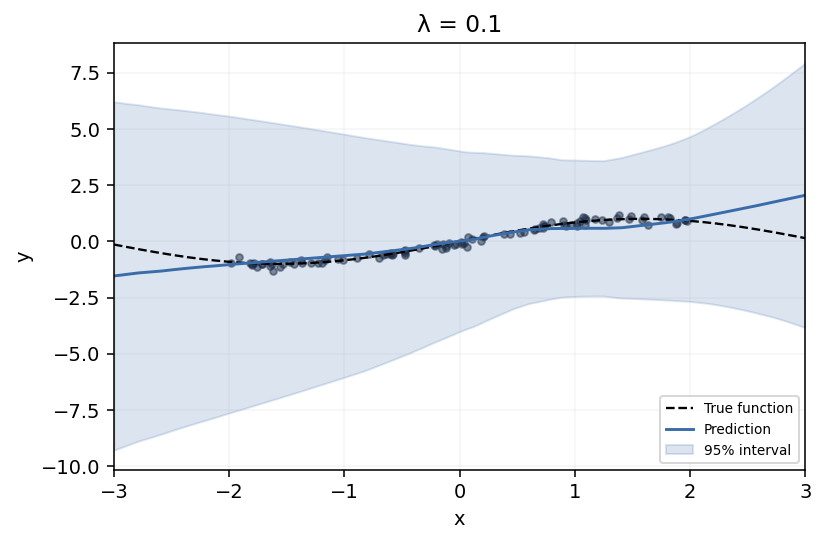 λ = 0.1
7.5
5.0
2.5
0.0
−2.5
−5.0
−7.5
−10.0
y
−3
−2
−1
0
1
2
3
x
True function
Prediction
95% interval